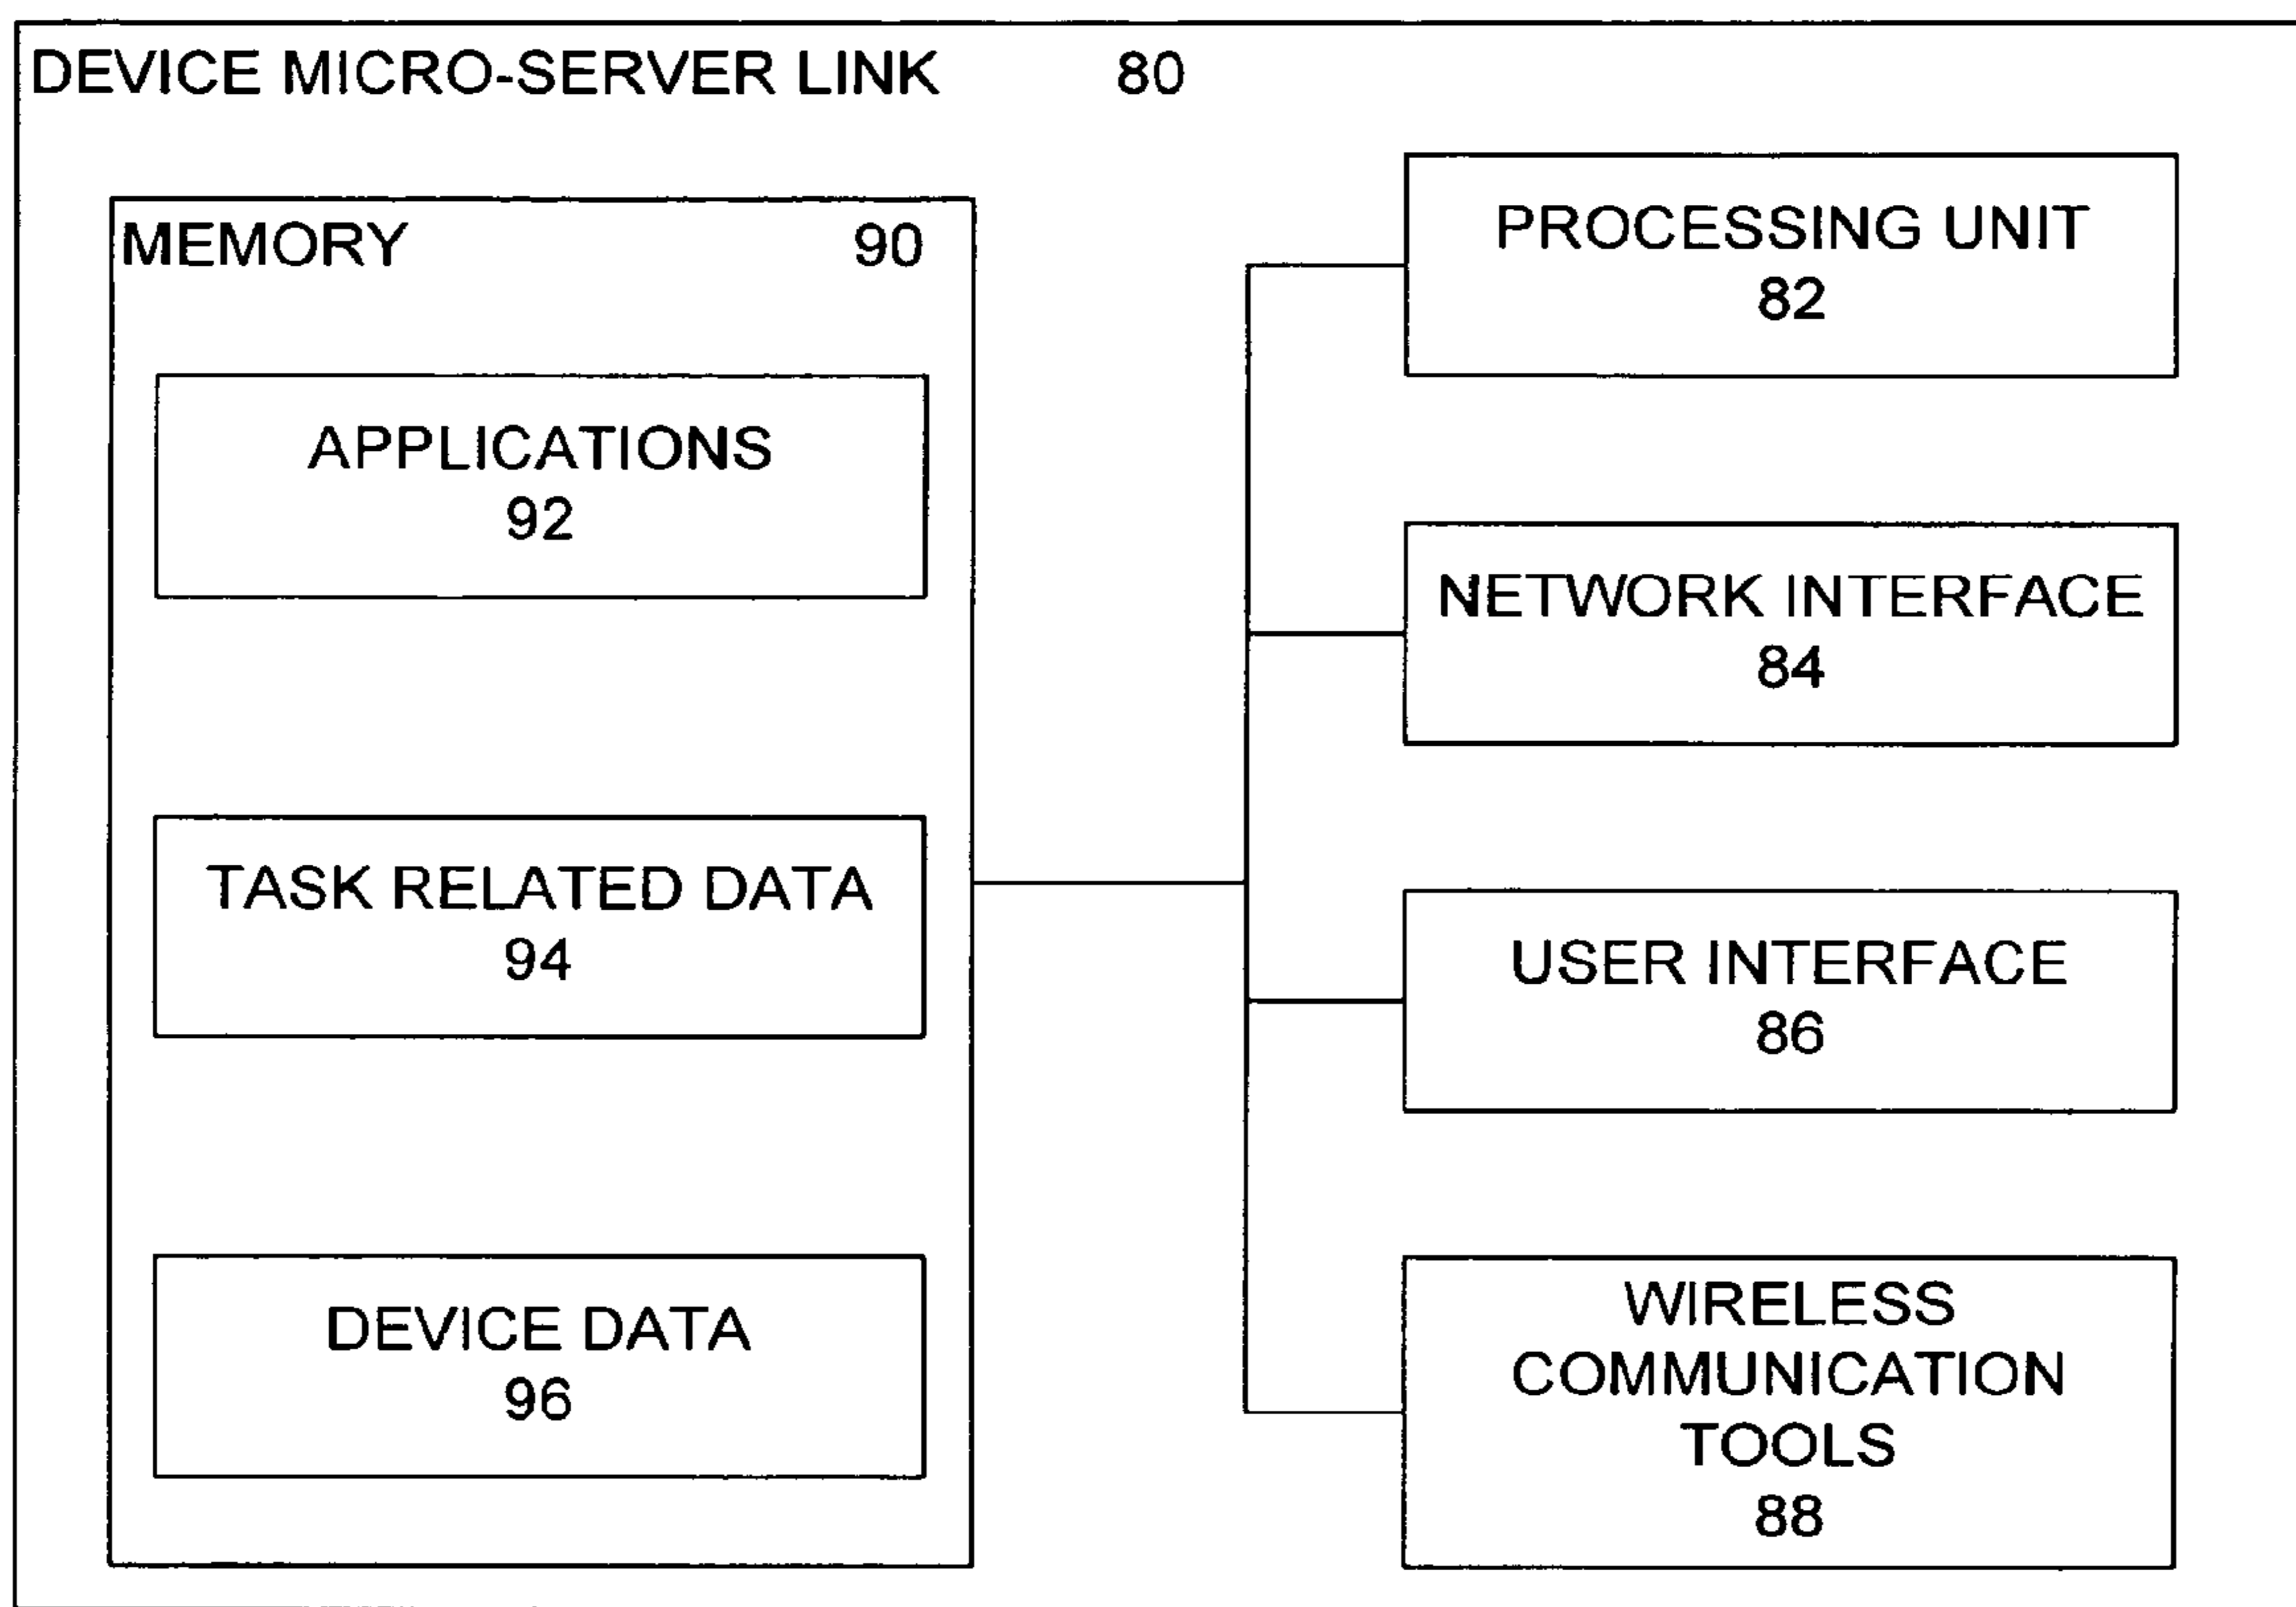 DEVICE MICRO-SERVER LINK 80
MEMORY 90
APPLICATIONS
92
TASK RELATED DATA
94
DEVICE DATA
96
PROCESSING UNIT
82
NETWORK INTERFACE
84
USER INTERFACE
86
WIRELESS
COMMUNICATION
TOOLS
88